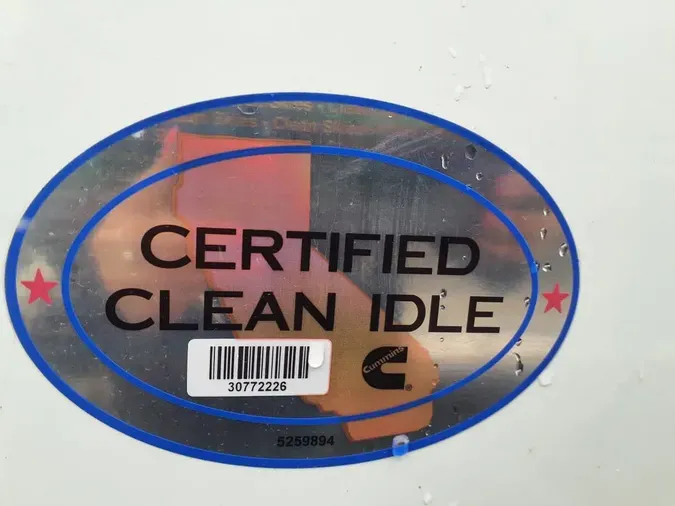 CERTIFIED
CLEAN IDLE
Cummins
®
30772226
5259894